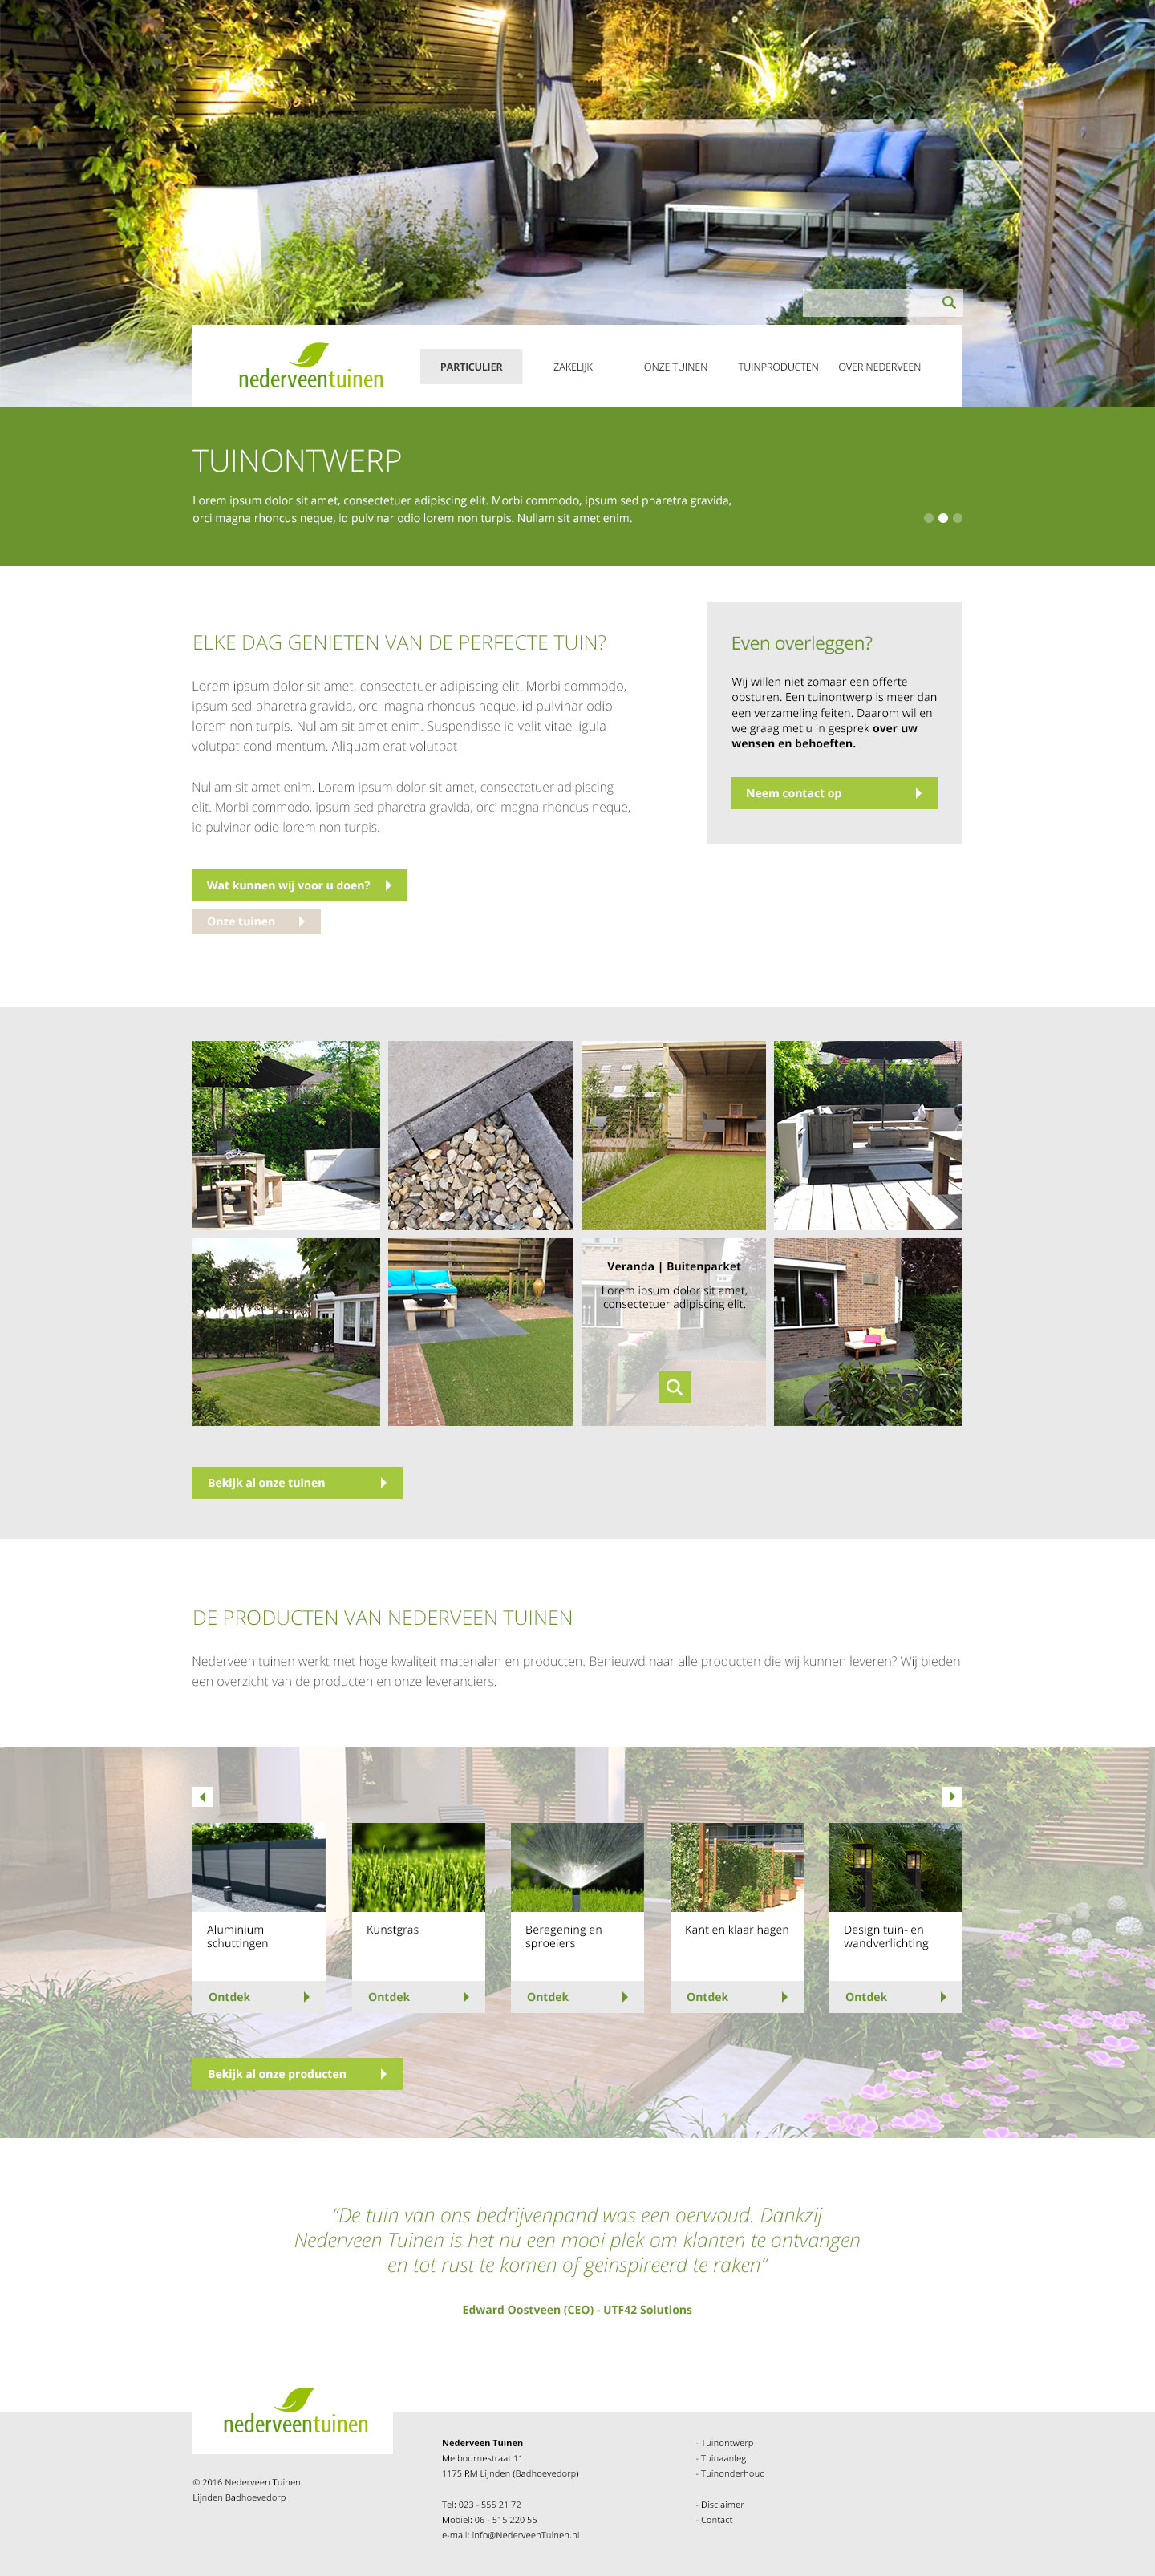 nederveentuinen
PARTICULIER
ZAKELIJK
ONZE TUINEN
TUINPRODUCTEN
OVER NEDERVEEN
TUINONTWERP
Lorem ipsum dolor sit amet, consectetuer adipiscing elit. Morbi commodo, ipsum sed pharetra gravida,
orci magna rhoncus neque, id pulvinar odio lorem non turpis. Nullam sit amet enim.
ELKE DAG GENIETEN VAN DE PERFECTE TUIN?
Lorem ipsum dolor sit amet, consectetuer adipiscing elit. Morbi commodo,
ipsum sed pharetra gravida, orci magna rhoncus neque, id pulvinar odio
lorem non turpis. Nullam sit amet enim. Suspendisse id velit vitae ligula
volutpat condimentum. Aliquam erat volutpat
Nullam sit amet enim. Lorem ipsum dolor sit amet, consectetuer adipiscing
elit. Morbi commodo, ipsum sed pharetra gravida, orci magna rhoncus neque,
id pulvinar odio lorem non turpis.
Wat kunnen wij voor u doen?
Onze tuinen
Even overleggen?
Wij willen niet zomaar een offerte
opsturen. Een tuinontwerp is meer dan
een verzameling feiten. Daarom willen
we graag met u in gesprek over uw
wensen en behoeften.
Neem contact op
Veranda | Buitenparket
Lorem ipsum dolor sit amet,
consectetuer adipiscing elit.
Bekijk al onze tuinen
DE PRODUCTEN VAN NEDERVEEN TUINEN
Nederveen tuinen werkt met hoge kwaliteit materialen en producten. Benieuwd naar alle producten die wij kunnen leveren? Wij bieden
een overzicht van de producten en onze leveranciers.
Aluminium
schuttingen
Ontdek
Kunstgras
Ontdek
Beregening en
sproeiers
Ontdek
Kant en klaar hagen
Ontdek
Design tuin- en
wandverlichting
Ontdek
Bekijk al onze producten
“De tuin van ons bedrijvenpand was een oerwoud. Dankzij
Nederveen Tuinen is het nu een mooi plek om klanten te ontvangen
en tot rust te komen of geinspireerd te raken”
Edward Oostveen (CEO) - UTF42 Solutions
nederveentuinen
© 2016 Nederveen Tuinen
Lijnden Badhoevedorp
Nederveen Tuinen
Melbournestraat 11
1175 RM Lijnden (Badhoevedorp)
Tel: 023 - 555 21 72
Mobiel: 06 - 515 220 55
e-mail: info@NederveenTuinen.nl
- Tuinontwerp
- Tuinaanleg
- Tuinonderhoud
- Disclaimer
- Contact